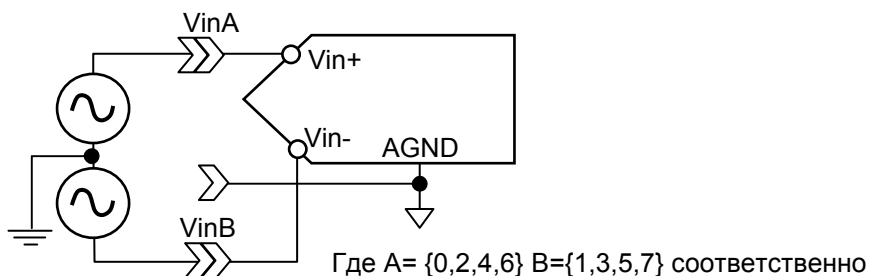 VinA
Vin+
Vin-
AGND
VinB
Где A= {0,2,4,6} B={1,3,5,7} соответственно